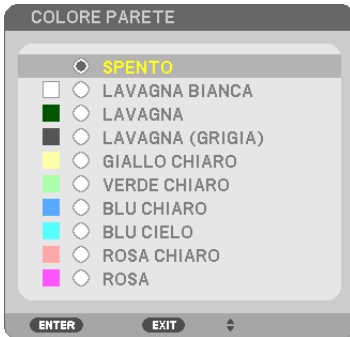 COLORE PARETE
SPENTO
LAVAGNA BIANCA
LAVAGNA
LAVAGNA (GRIGIA)
GIALLO CHIARO
VERDE CHIARO
BLU CHIARO
BLU CIELO
ROSA CHIARO
ROSA
ENTER EXIT